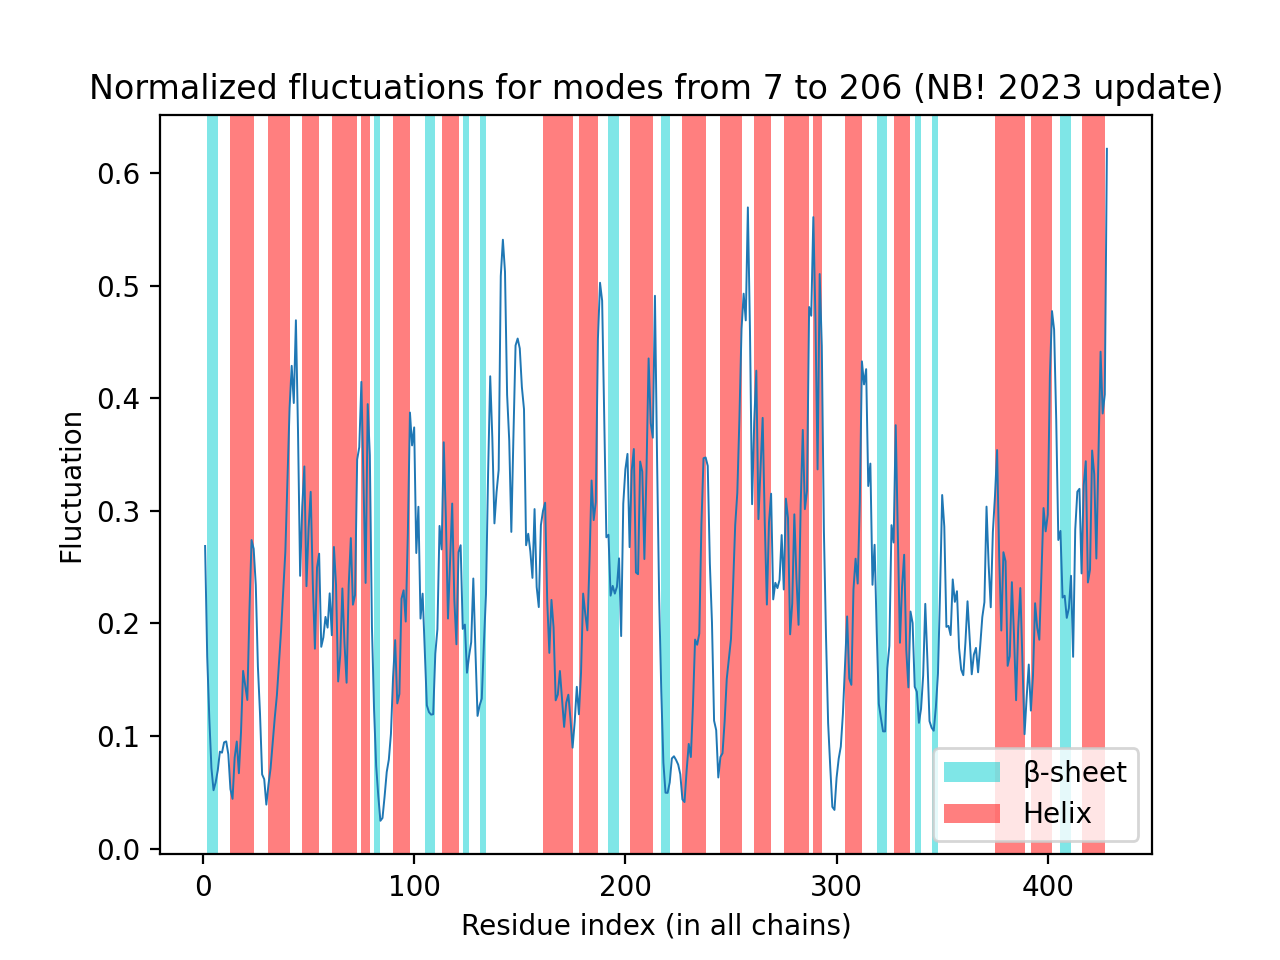 Normalized fluctuations for modes from 7 to 206 (NB! 2023 update)
0.6
0.5
0.4
0.3
0.2
0.1
0.0
Fluctuation
β-sheet
Helix
0 100 200 300 400
Residue index (in all chains)